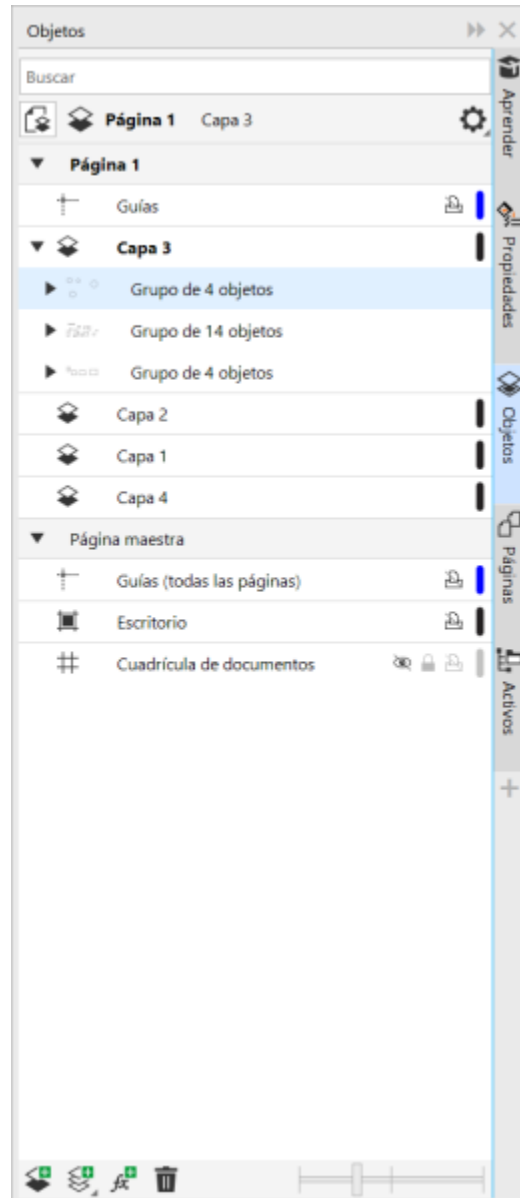 Objetos
Buscar
Página 1 Capa 3
Página 1
Guías
Capa 3
Grupo de 4 objetos
Grupo de 14 objetos
Grupo de 4 objetos
Capa 2
Capa 1
Capa 4
Página maestra
Guías (todas las páginas)
Escritorio
Cuadrícula de documentos
Aprender
Propiedades
Objetos
Páginas
Activos